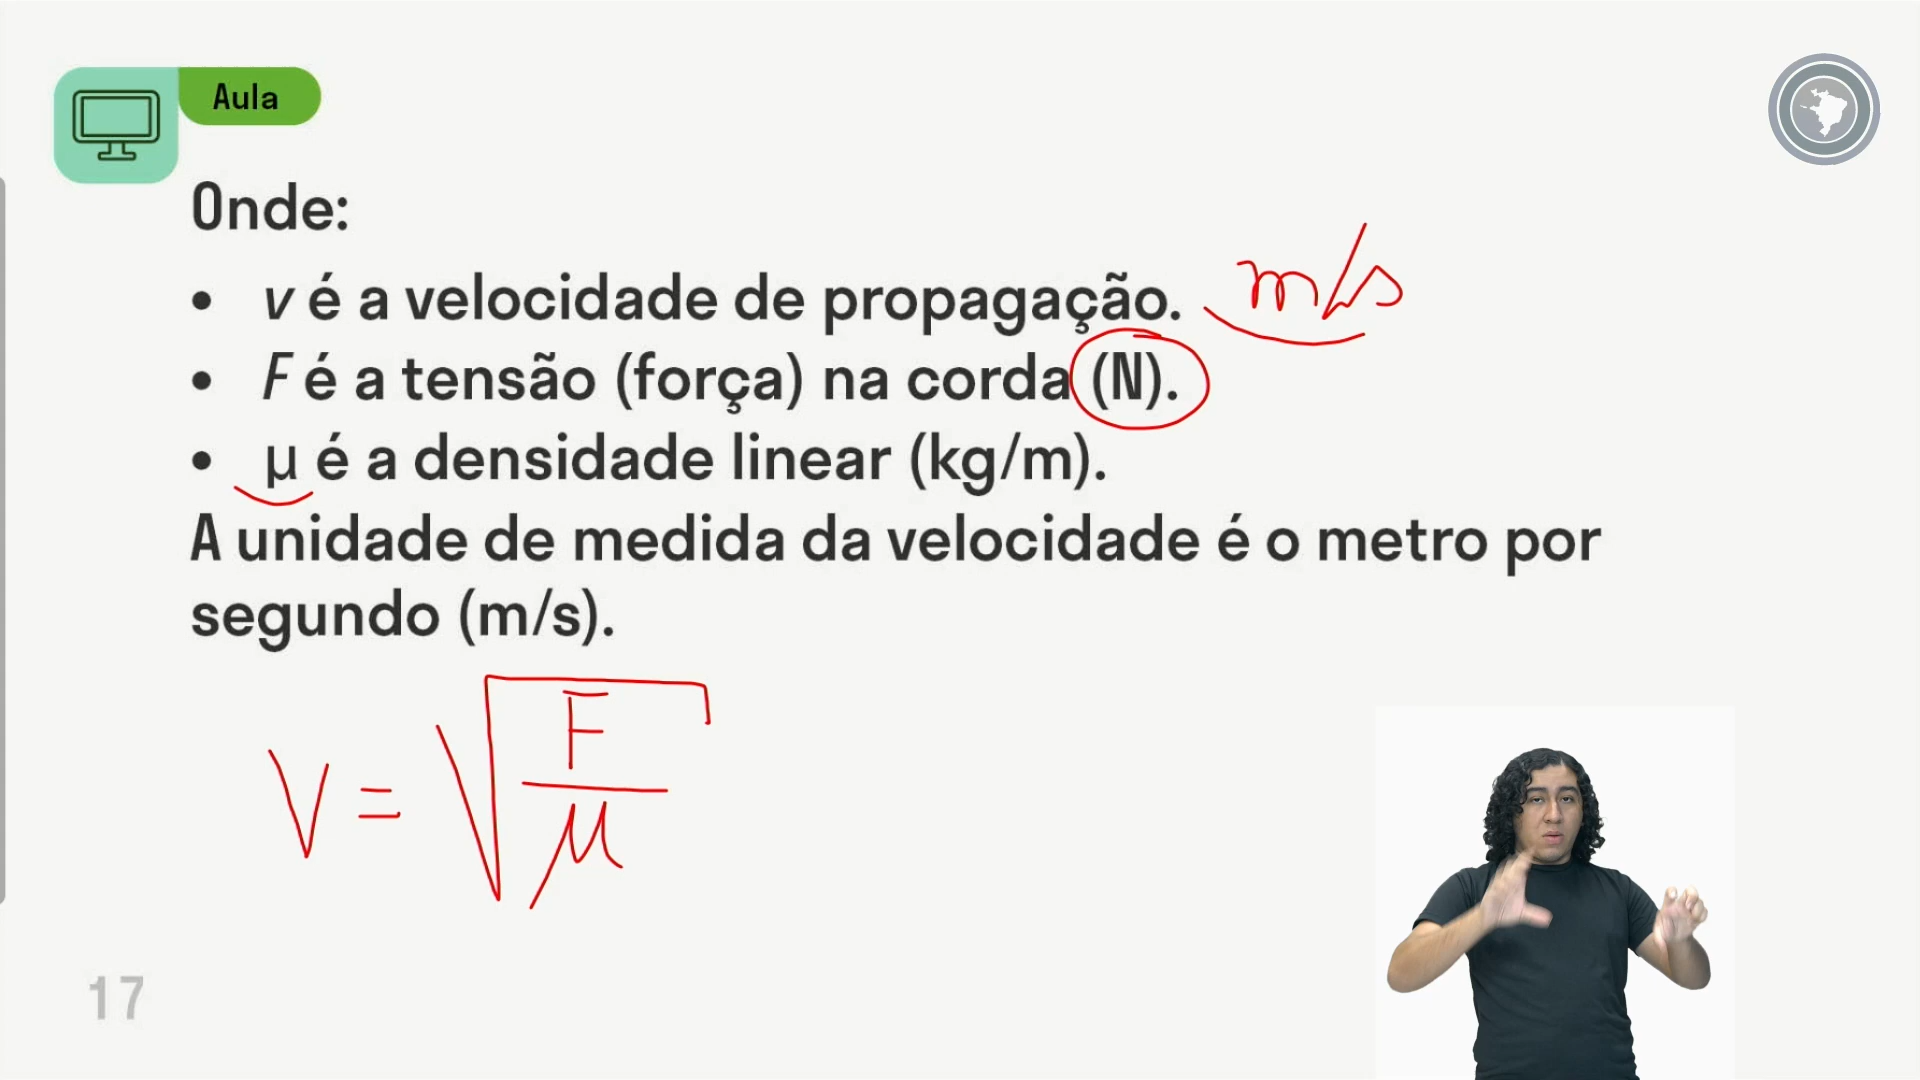 Aula
Onde:
• v é a velocidade de propagação. m/s
• F é a tensão (força) na corda (N).
• μ é a densidade linear (kg/m).
A unidade de medida da velocidade é o metro por
segundo (m/s).
V = √(F/μ)
17